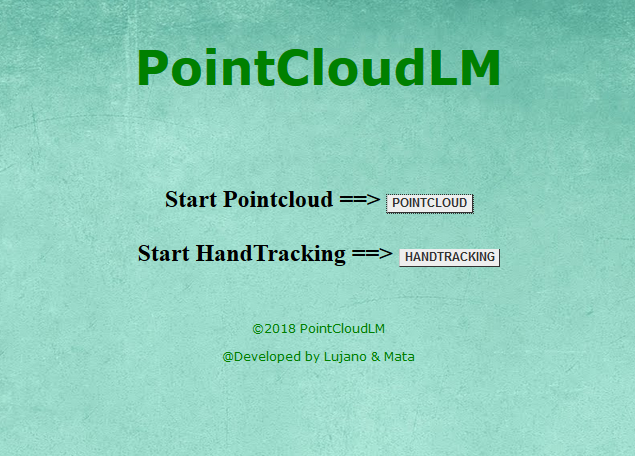 PointCloudLM
Start Pointcloud ==> POINTCLOUD
Start HandTracking ==> HANDTRACKING
©2018 PointCloudLM
@Developed by Lujano & Mata